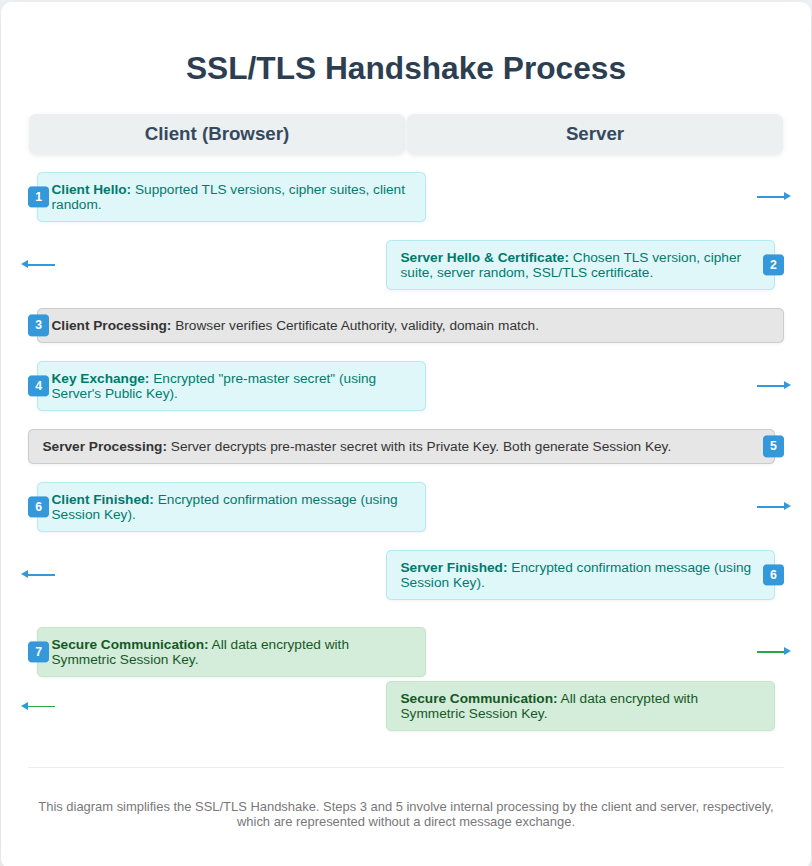 SSL/TLS Handshake Process
Client (Browser)
Server
1
Client Hello: Supported TLS versions, cipher suites, client
random.
Server Hello & Certificate: Chosen TLS version, cipher
suite, server random, SSL/TLS certificate.
2
3
Client Processing: Browser verifies Certificate Authority, validity, domain match.
4
Key Exchange: Encrypted "pre-master secret" (using
Server's Public Key).
Server Processing: Server decrypts pre-master secret with its Private Key. Both generate Session Key.
5
6
Client Finished: Encrypted confirmation message (using
Session Key).
Server Finished: Encrypted confirmation message (using
Session Key).
6
7
Secure Communication: All data encrypted with
Symmetric Session Key.
Secure Communication: All data encrypted with
Symmetric Session Key.
This diagram simplifies the SSL/TLS Handshake. Steps 3 and 5 involve internal processing by the client and server, respectively,
which are represented without a direct message exchange.